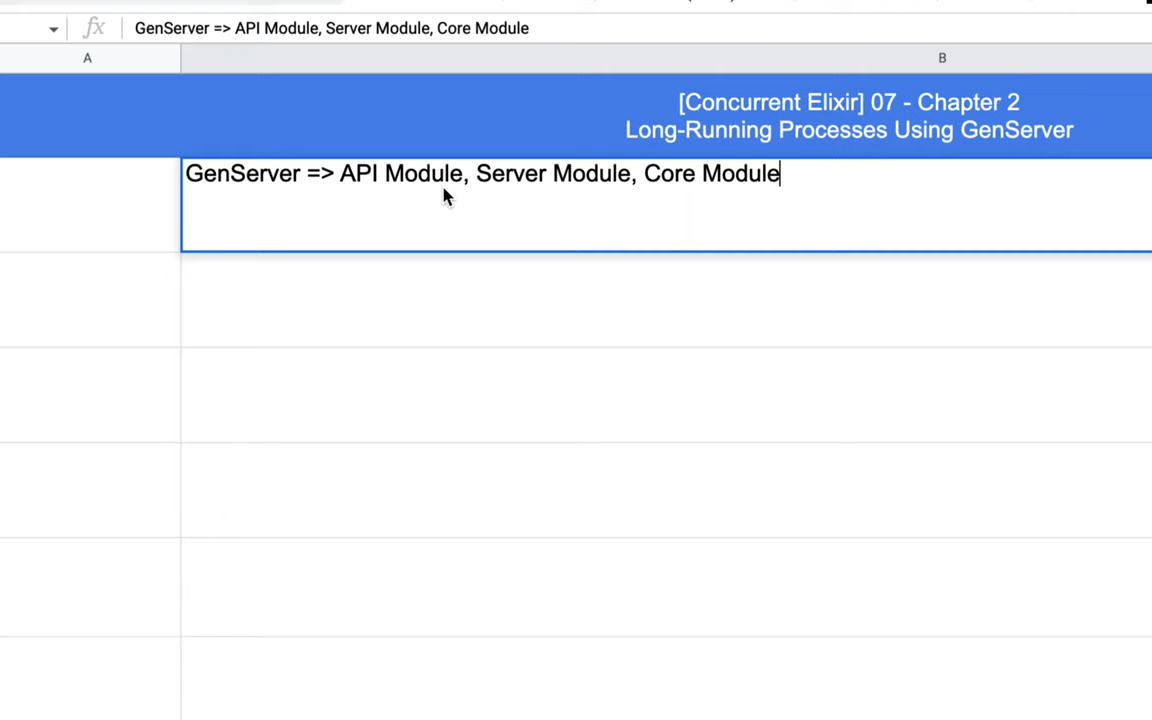 fx GenServer => API Module, Server Module, Core Module
A B
[Concurrent Elixir] 07 - Chapter 2
Long-Running Processes Using GenServer
GenServer => API Module, Server Module, Core Module